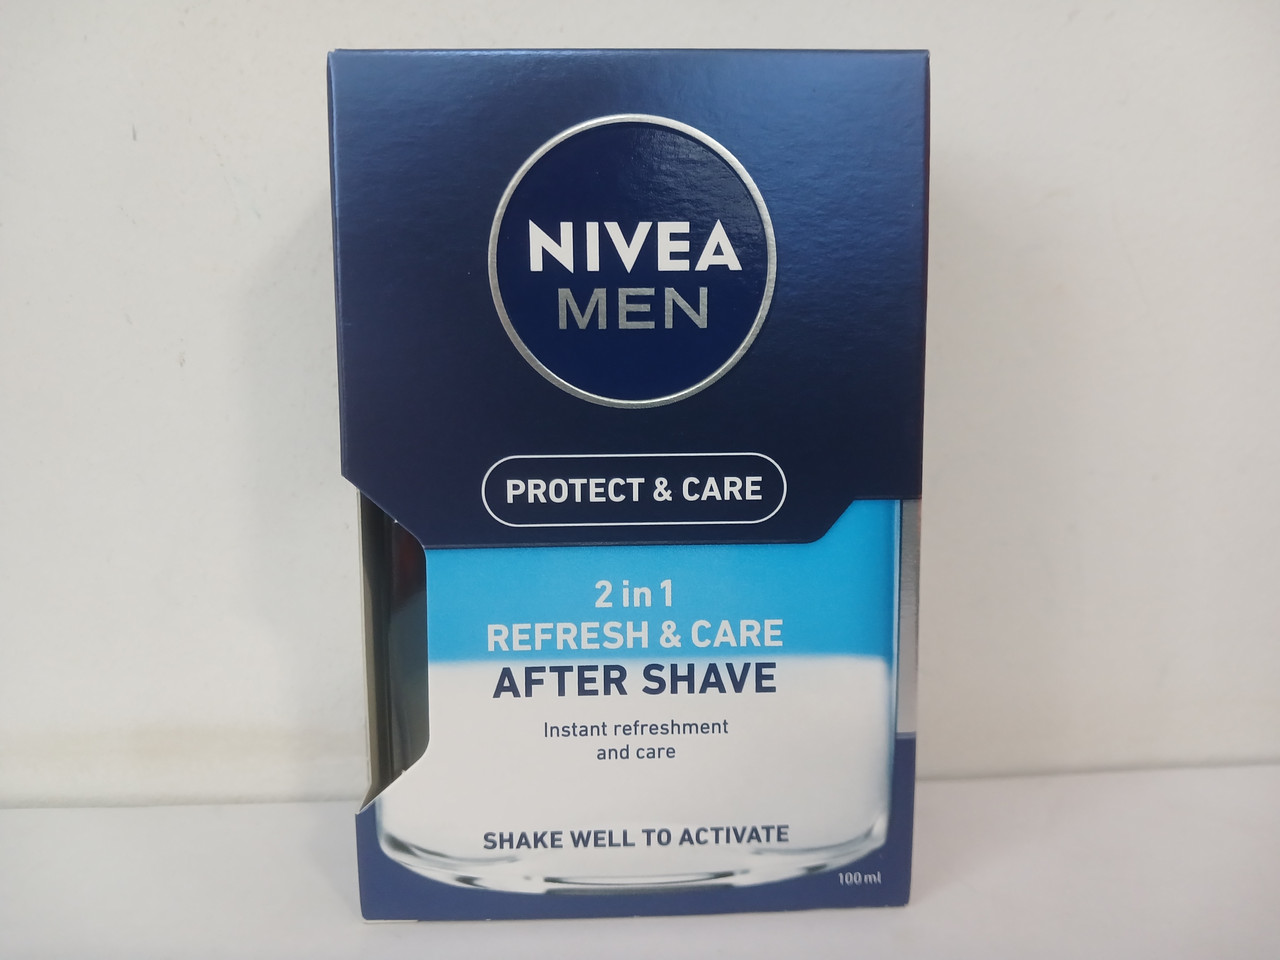 NIVEA
MEN
PROTECT & CARE
2 in 1
REFRESH & CARE
AFTER SHAVE
Instant refreshment
and care
SHAKE WELL TO ACTIVATE
100 ml